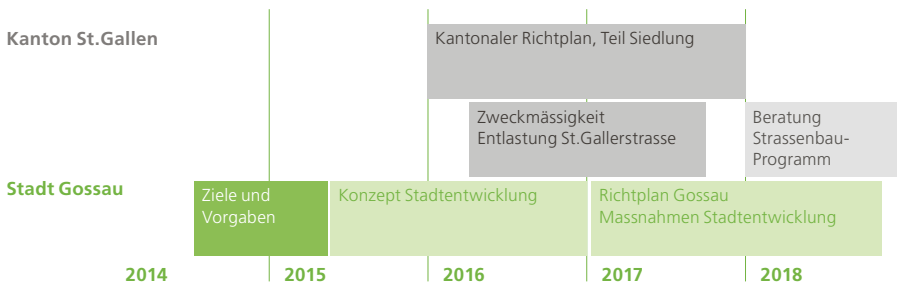 Kanton St.Gallen
Kantonaler Richtplan, Teil Siedlung
Zweckmässigkeit
Entlastung St.Gallerstrasse
Beratung
Strassenbau-
Programm
Stadt Gossau
Ziele und
Vorgaben
Konzept Stadtentwicklung
Richtplan Gossau
Massnahmen Stadtentwicklung
2014
2015
2016
2017
2018